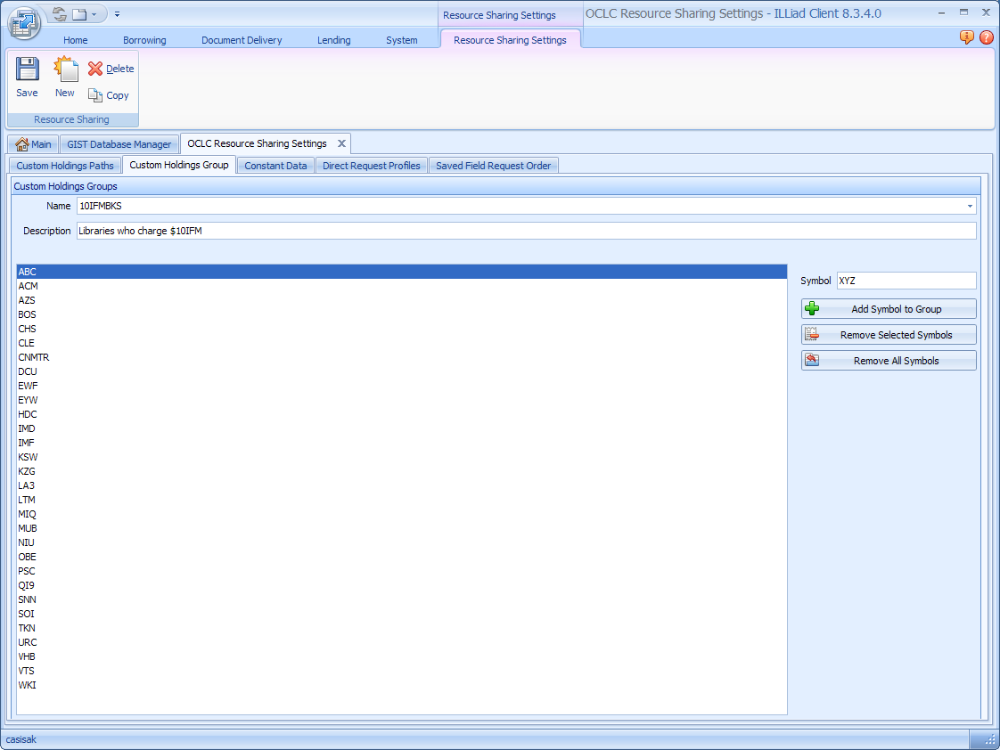 Resource Sharing Settings
OCLC Resource Sharing Settings - ILLiad Client 8.3.4.0
Home Borrowing Document Delivery Lending System Resource Sharing Settings
Save
New
Delete
Copy
Resource Sharing
Main GIST Database Manager OCLC Resource Sharing Settings X
Custom Holdings Paths Custom Holdings Group Constant Data Direct Request Profiles Saved Field Request Order
Custom Holdings Groups
Name 10IFMBKS
Description Libraries who charge $10IFM
ABC
ACM
AZS
BOS
CHS
CLE
CNMTR
DCU
EWF
EYW
HDC
IMD
IMF
KSW
KZG
LA3
LTM
MIQ
MUB
NIU
OBE
PSC
QI9
SNN
SOI
TKN
URC
VHB
VTS
WKI
Symbol XYZ
Add Symbol to Group
Remove Selected Symbols
Remove All Symbols
casisak